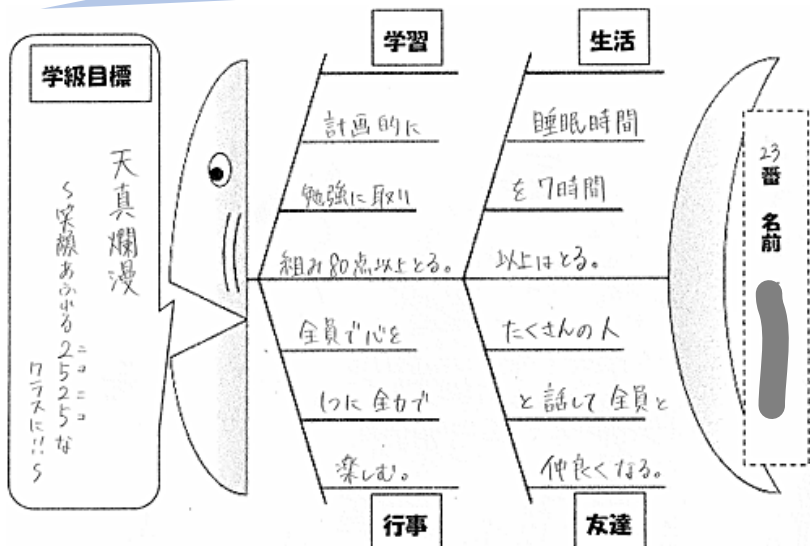 学級目標
天真爛漫
~笑顔あふれる2525な
ニコニコ
クラスに!!~
学習
計画的に
勉強に取り
組み80点以上とる。
生活
睡眠時間
を7時間
以上はとる。
全員で心を
1つに全力で
楽しむ。
行事
たくさんの人
と話して全員と
仲良くなる。
友達
23番 名前